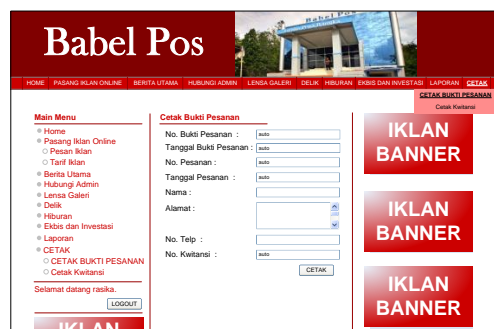 Babel Pos
Babel Pos
HOME PASANG IKLAN ONLINE BERITA UTAMA HUBUNGI ADMIN LENSA GALERI DELIK HIBURAN EKBIS DAN INVESTASI LAPORAN CETAK
CETAK BUKTI PESANAN
Cetak Kwitansi
Main Menu
Home
Pasang Iklan Online
Pesan Iklan
Tarif Iklan
Berita Utama
Hubungi Admin
Lensa Galeri
Delik
Hiburan
Ekbis dan Investasi
Laporan
CETAK
CETAK BUKTI PESANAN
Cetak Kwitansi
Selamat datang rasika.
LOGOUT
IKLAN
Cetak Bukti Pesanan
No. Bukti Pesanan : auto
Tanggal Bukti Pesanan : auto
No. Pesanan : auto
Tanggal Pesanan : auto
Nama :
Alamat :
No. Telp :
No. Kwitansi : auto
CETAK
IKLAN
BANNER
IKLAN
BANNER
IKLAN
BANNER